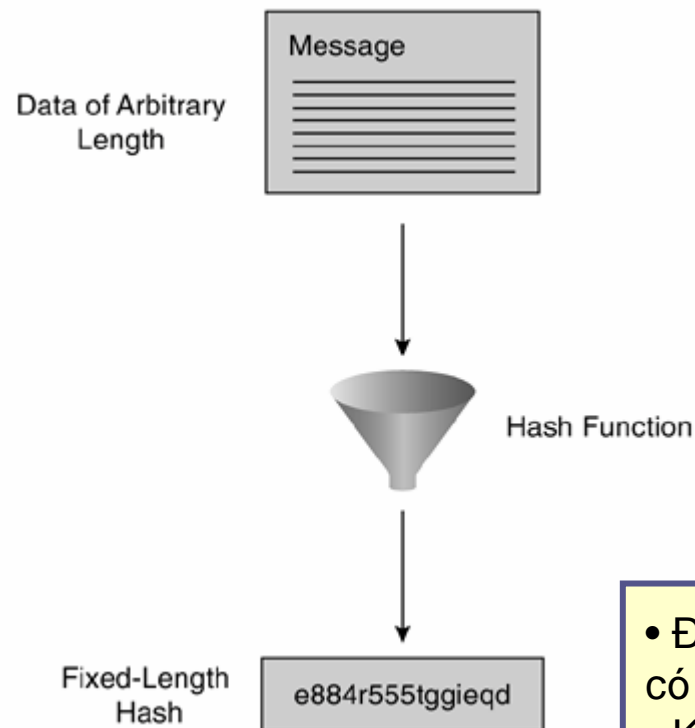 Message
Data of Arbitrary
Length
Hash Function
Fixed-Length
Hash
e884r555tggieqd
• Đ
có